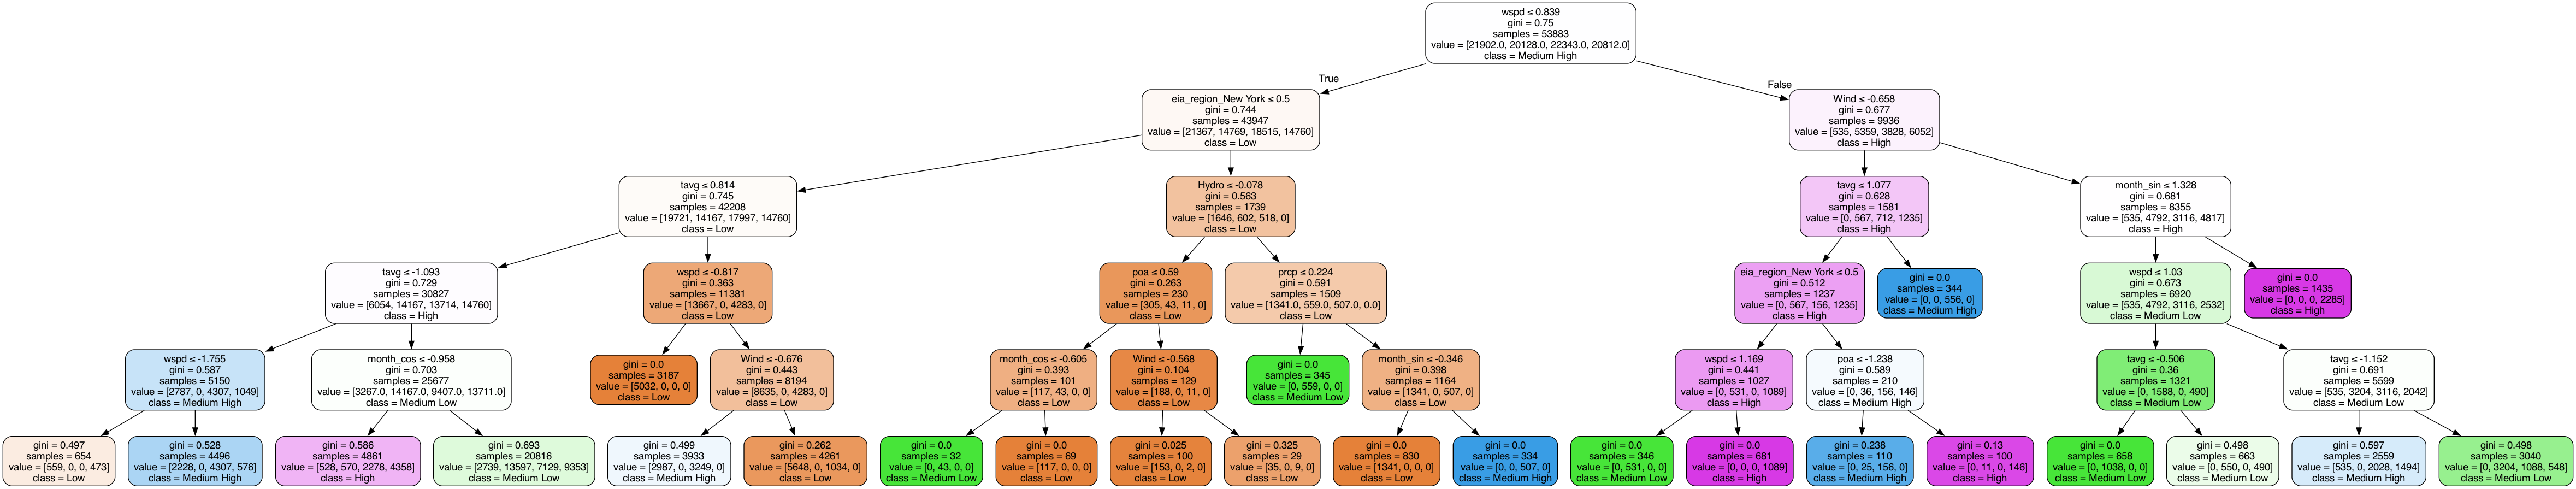 wspd ≤ 0.839
gini = 0.75
samples = 53883
value = [21902.0, 20128.0, 22343.0, 20812.0]
class = Medium High
True
False
eia_region_New York ≤ 0.5
gini = 0.744
samples = 43947
value = [21367, 14769, 18515, 14760]
class = Low
Wind ≤ -0.658
gini = 0.677
samples = 9936
value = [535, 5359, 3828, 6052]
class = High
tavg ≤ 0.814
gini = 0.745
samples = 42208
value = [19721, 14167, 17997, 14760]
class = Low
Hydro ≤ -0.078
gini = 0.563
samples = 1739
value = [1646, 602, 518, 0]
class = Low
tavg ≤ 1.077
gini = 0.628
samples = 1581
value = [0, 567, 712, 1235]
class = High
month_sin ≤ 1.328
gini = 0.681
samples = 8355
value = [535, 4792, 3116, 4817]
class = High
tavg ≤ -1.093
gini = 0.729
samples = 30827
value = [6054, 14167, 13714, 14760]
class = High
wspd ≤ -0.817
gini = 0.363
samples = 11381
value = [13667, 0, 4283, 0]
class = Low
poa ≤ 0.59
gini = 0.263
samples = 230
value = [305, 43, 11, 0]
class = Low
prcp ≤ 0.224
gini = 0.591
samples = 1509
value = [1341.0, 559.0, 507.0, 0.0]
class = Low
eia_region_New York ≤ 0.5
gini = 0.512
samples = 1237
value = [0, 567, 156, 1235]
class = High
gini = 0.0
samples = 344
value = [0, 0, 556, 0]
class = Medium High
wspd ≤ 1.03
gini = 0.673
samples = 6920
value = [535, 4792, 3116, 2532]
class = Medium Low
gini = 0.0
samples = 1435
value = [0, 0, 0, 2285]
class = High
wspd ≤ -1.755
gini = 0.587
samples = 5150
value = [2787, 0, 4307, 1049]
class = Medium High
month_cos ≤ -0.958
gini = 0.703
samples = 25677
value = [3267.0, 14167.0, 9407.0, 13711.0]
class = Medium Low
gini = 0.0
samples = 3187
value = [5032, 0, 0, 0]
class = Low
Wind ≤ -0.676
gini = 0.443
samples = 8194
value = [8635, 0, 4283, 0]
class = Low
month_cos ≤ -0.605
gini = 0.393
samples = 101
value = [117, 43, 0, 0]
class = Low
Wind ≤ -0.568
gini = 0.104
samples = 129
value = [188, 0, 11, 0]
class = Low
gini = 0.0
samples = 345
value = [0, 559, 0, 0]
class = Medium Low
month_sin ≤ -0.346
gini = 0.398
samples = 1164
value = [1341, 0, 507, 0]
class = Low
wspd ≤ 1.169
gini = 0.441
samples = 1027
value = [0, 531, 0, 1089]
class = High
poa ≤ -1.238
gini = 0.589
samples = 210
value = [0, 36, 156, 146]
class = Medium High
tavg ≤ -0.506
gini = 0.36
samples = 1321
value = [0, 1588, 0, 490]
class = Medium Low
tavg ≤ -1.152
gini = 0.691
samples = 5599
value = [535, 3204, 3116, 2042]
class = Medium Low
gini = 0.497
samples = 654
value = [559, 0, 0, 473]
class = Low
gini = 0.528
samples = 4496
value = [2228, 0, 4307, 576]
class = Medium High
gini = 0.586
samples = 4861
value = [528, 570, 2278, 4358]
class = High
gini = 0.693
samples = 20816
value = [2739, 13597, 7129, 9353]
class = Medium Low
gini = 0.499
samples = 3933
value = [2987, 0, 3249, 0]
class = Medium High
gini = 0.262
samples = 4261
value = [5648, 0, 1034, 0]
class = Low
gini = 0.0
samples = 32
value = [0, 43, 0, 0]
class = Medium Low
gini = 0.0
samples = 69
value = [117, 0, 0, 0]
class = Low
gini = 0.025
samples = 100
value = [153, 0, 2, 0]
class = Low
gini = 0.325
samples = 29
value = [35, 0, 9, 0]
class = Low
gini = 0.0
samples = 830
value = [1341, 0, 0, 0]
class = Low
gini = 0.0
samples = 334
value = [0, 0, 507, 0]
class = Medium High
gini = 0.0
samples = 346
value = [0, 531, 0, 0]
class = Medium Low
gini = 0.0
samples = 681
value = [0, 0, 0, 1089]
class = High
gini = 0.238
samples = 110
value = [0, 25, 156, 0]
class = Medium High
gini = 0.13
samples = 100
value = [0, 11, 0, 146]
class = High
gini = 0.0
samples = 658
value = [0, 1038, 0, 0]
class = Medium Low
gini = 0.498
samples = 663
value = [0, 550, 0, 490]
class = Medium Low
gini = 0.597
samples = 2559
value = [535, 0, 2028, 1494]
class = Medium High
gini = 0.498
samples = 3040
value = [0, 3204, 1088, 548]
class = Medium Low